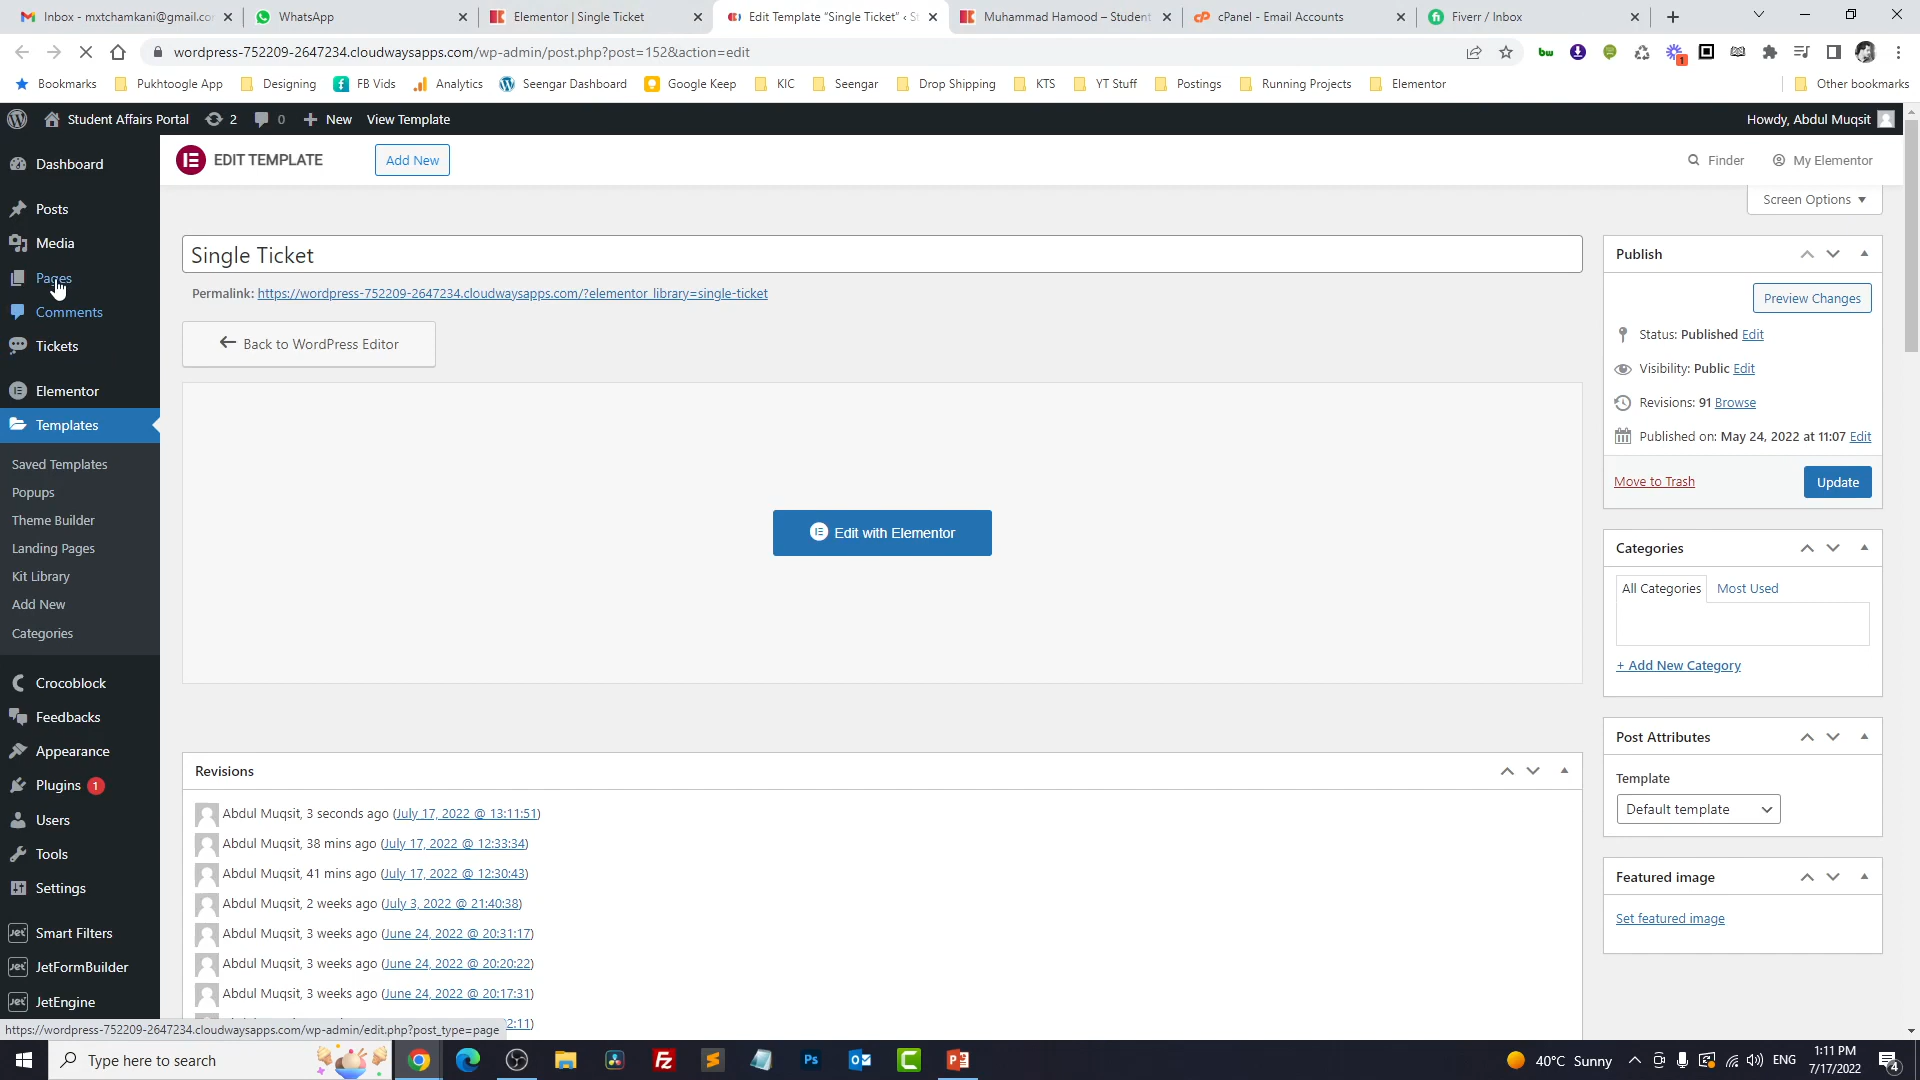 Inbox - mxtchamkani@gmail.co
WhatsApp
Elementor | Single Ticket
Edit Template “Single Ticket” ‹ St
Muhammad Hamood – Student
cPanel - Email Accounts
Fiverr / Inbox
wordpress-752209-2647234.cloudwaysapps.com/wp-admin/post.php?post=152&action=edit
Bookmarks
Pukhtoogle App
Designing
FB Vids
Analytics
Seengar Dashboard
Google Keep
KIC
Seengar
Drop Shipping
KTS
YT Stuff
Postings
Running Projects
Elementor
Other bookmarks
Student Affairs Portal
2
0
New
View Template
Howdy, Abdul Muqsit
Dashboard
Posts
Media
Pages
Comments
Tickets
Elementor
Templates
Saved Templates
Popups
Theme Builder
Landing Pages
Kit Library
Add New
Categories
Crocoblock
Feedbacks
Appearance
Plugins 1
Users
Tools
Settings
Smart Filters
JetFormBuilder
JetEngine
EDIT TEMPLATE
Add New
Finder
My Elementor
Screen Options
Single Ticket
Permalink: https://wordpress-752209-2647234.cloudwaysapps.com/?elementor_library=single-ticket
Back to WordPress Editor
Edit with Elementor
Revisions
Abdul Muqsit, 3 seconds ago (July 17, 2022 @ 13:11:51)
Abdul Muqsit, 38 mins ago (July 17, 2022 @ 12:33:34)
Abdul Muqsit, 41 mins ago (July 17, 2022 @ 12:30:43)
Abdul Muqsit, 2 weeks ago (July 3, 2022 @ 21:40:38)
Abdul Muqsit, 3 weeks ago (June 24, 2022 @ 20:31:17)
Abdul Muqsit, 3 weeks ago (June 24, 2022 @ 20:20:22)
Abdul Muqsit, 3 weeks ago (June 24, 2022 @ 20:17:31)
2:11)
Publish
Preview Changes
Status: Published Edit
Visibility: Public Edit
Revisions: 91 Browse
Published on: May 24, 2022 at 11:07 Edit
Move to Trash
Update
Categories
All Categories
Most Used
+ Add New Category
Post Attributes
Template
Default template
Featured image
Set featured image
https://wordpress-752209-2647234.cloudwaysapps.com/wp-admin/edit.php?post_type=page
Type here to search
40°C Sunny
ENG
1:11 PM
7/17/2022
4